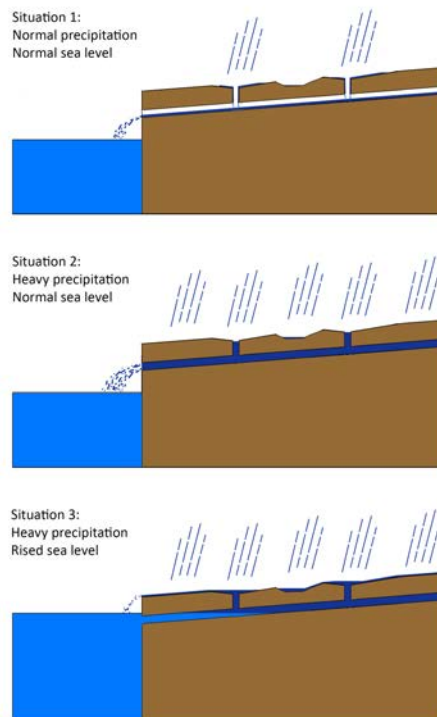 Situation 1:
Normal precipitation
Normal sea level
Situation 2:
Heavy precipitation
Normal sea level
Situation 3:
Heavy precipitation
Rised sea level